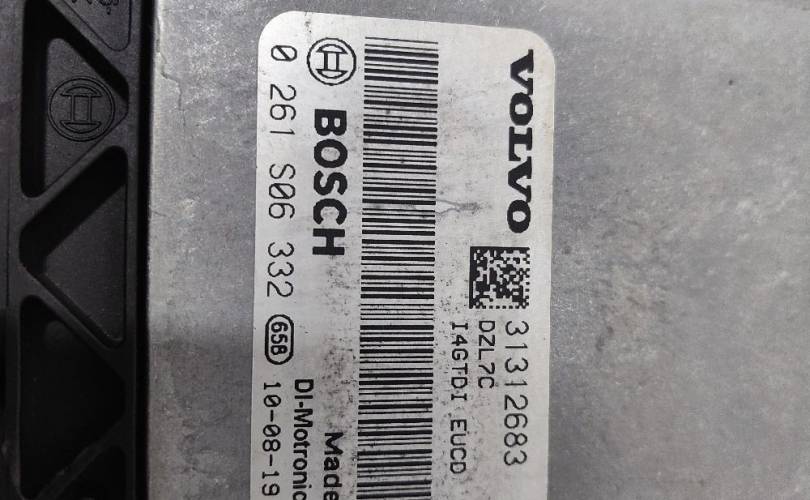 VOLVO
31312683
DZL7C
I4GTDI EUCD
BOSCH Made
DI-Motronic
0 261 S06 332 65B 10-08-19